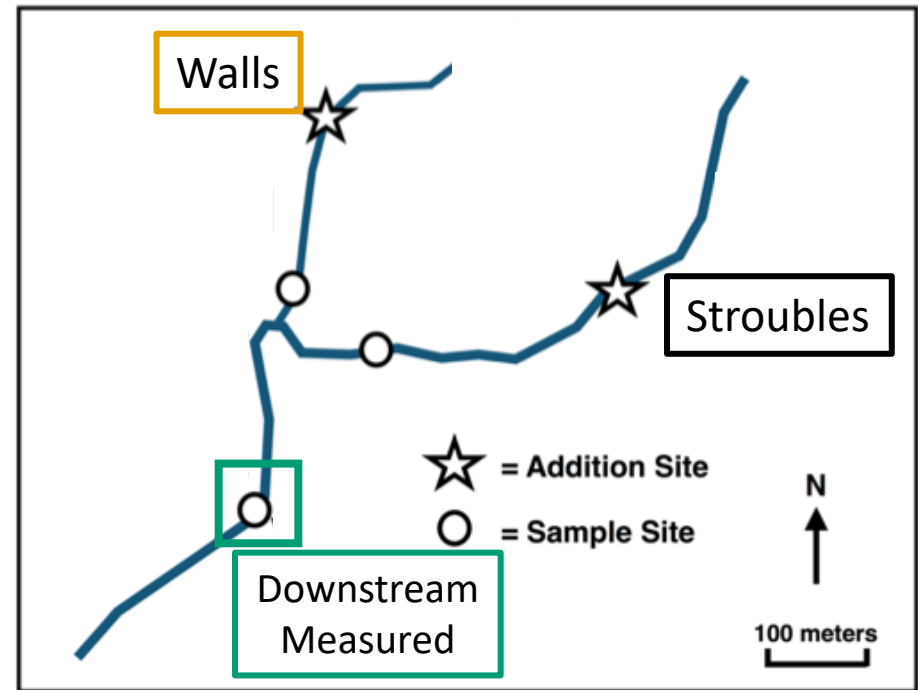 Walls
Stroubles
= Addition Site
= Sample Site
N
Downstream
Measured
100 meters